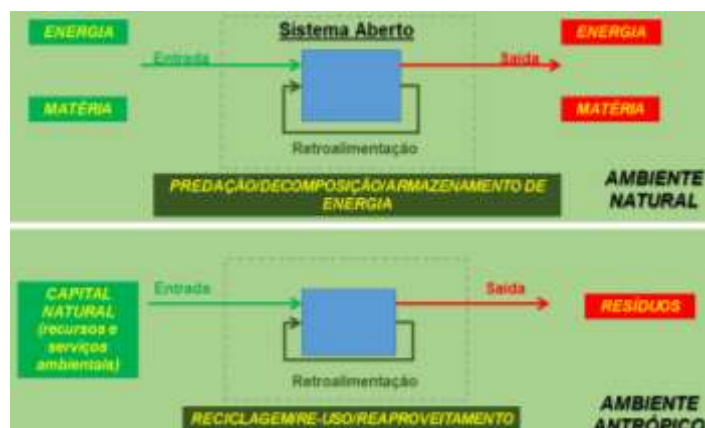 ENERGIA
Sistema Aberto
ENERGIA
Entrada
Saída
MATÉRIA
MATÉRIA
Retroalimentação
PREDAÇÃO/DECOMPOSIÇÃO/ARMAZENAMENTO DE
ENERGIA
AMBIENTE
NATURAL
CAPITAL
NATURAL
(recursos e
serviços
ambientais)
Entrada
Saída
RESÍDUOS
Retroalimentação
RECICLAGEM/RE-USO/REAPROVEITAMENTO
AMBIENTE
ANTRÓPICO